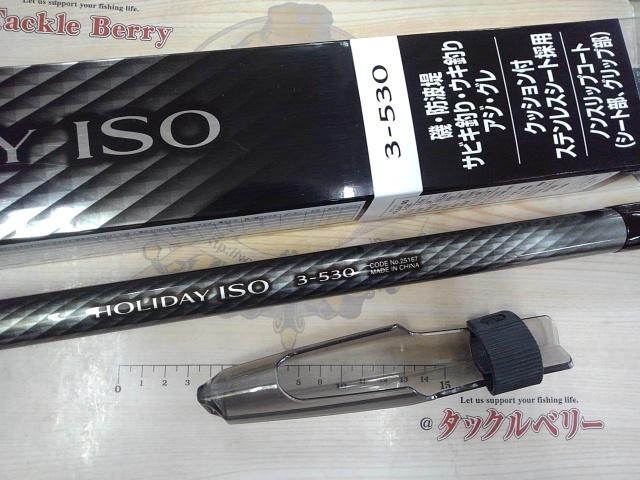 Let us support your fishing life.
Tackle Berry
Y ISO
3-530
磯・防波堤
サビキ釣り・ウキ釣り
アジ・グレ
クッション付
ステンレスシート採用
ノンスリップコート
(シート部、グリップ部)
HOLIDAY ISO 3-530
CODE No.25167
MADE IN CHINA
0 1 2 3 4 8 10 11 12 13 14 15
Let us support your fishing life.
@ タックルベリー